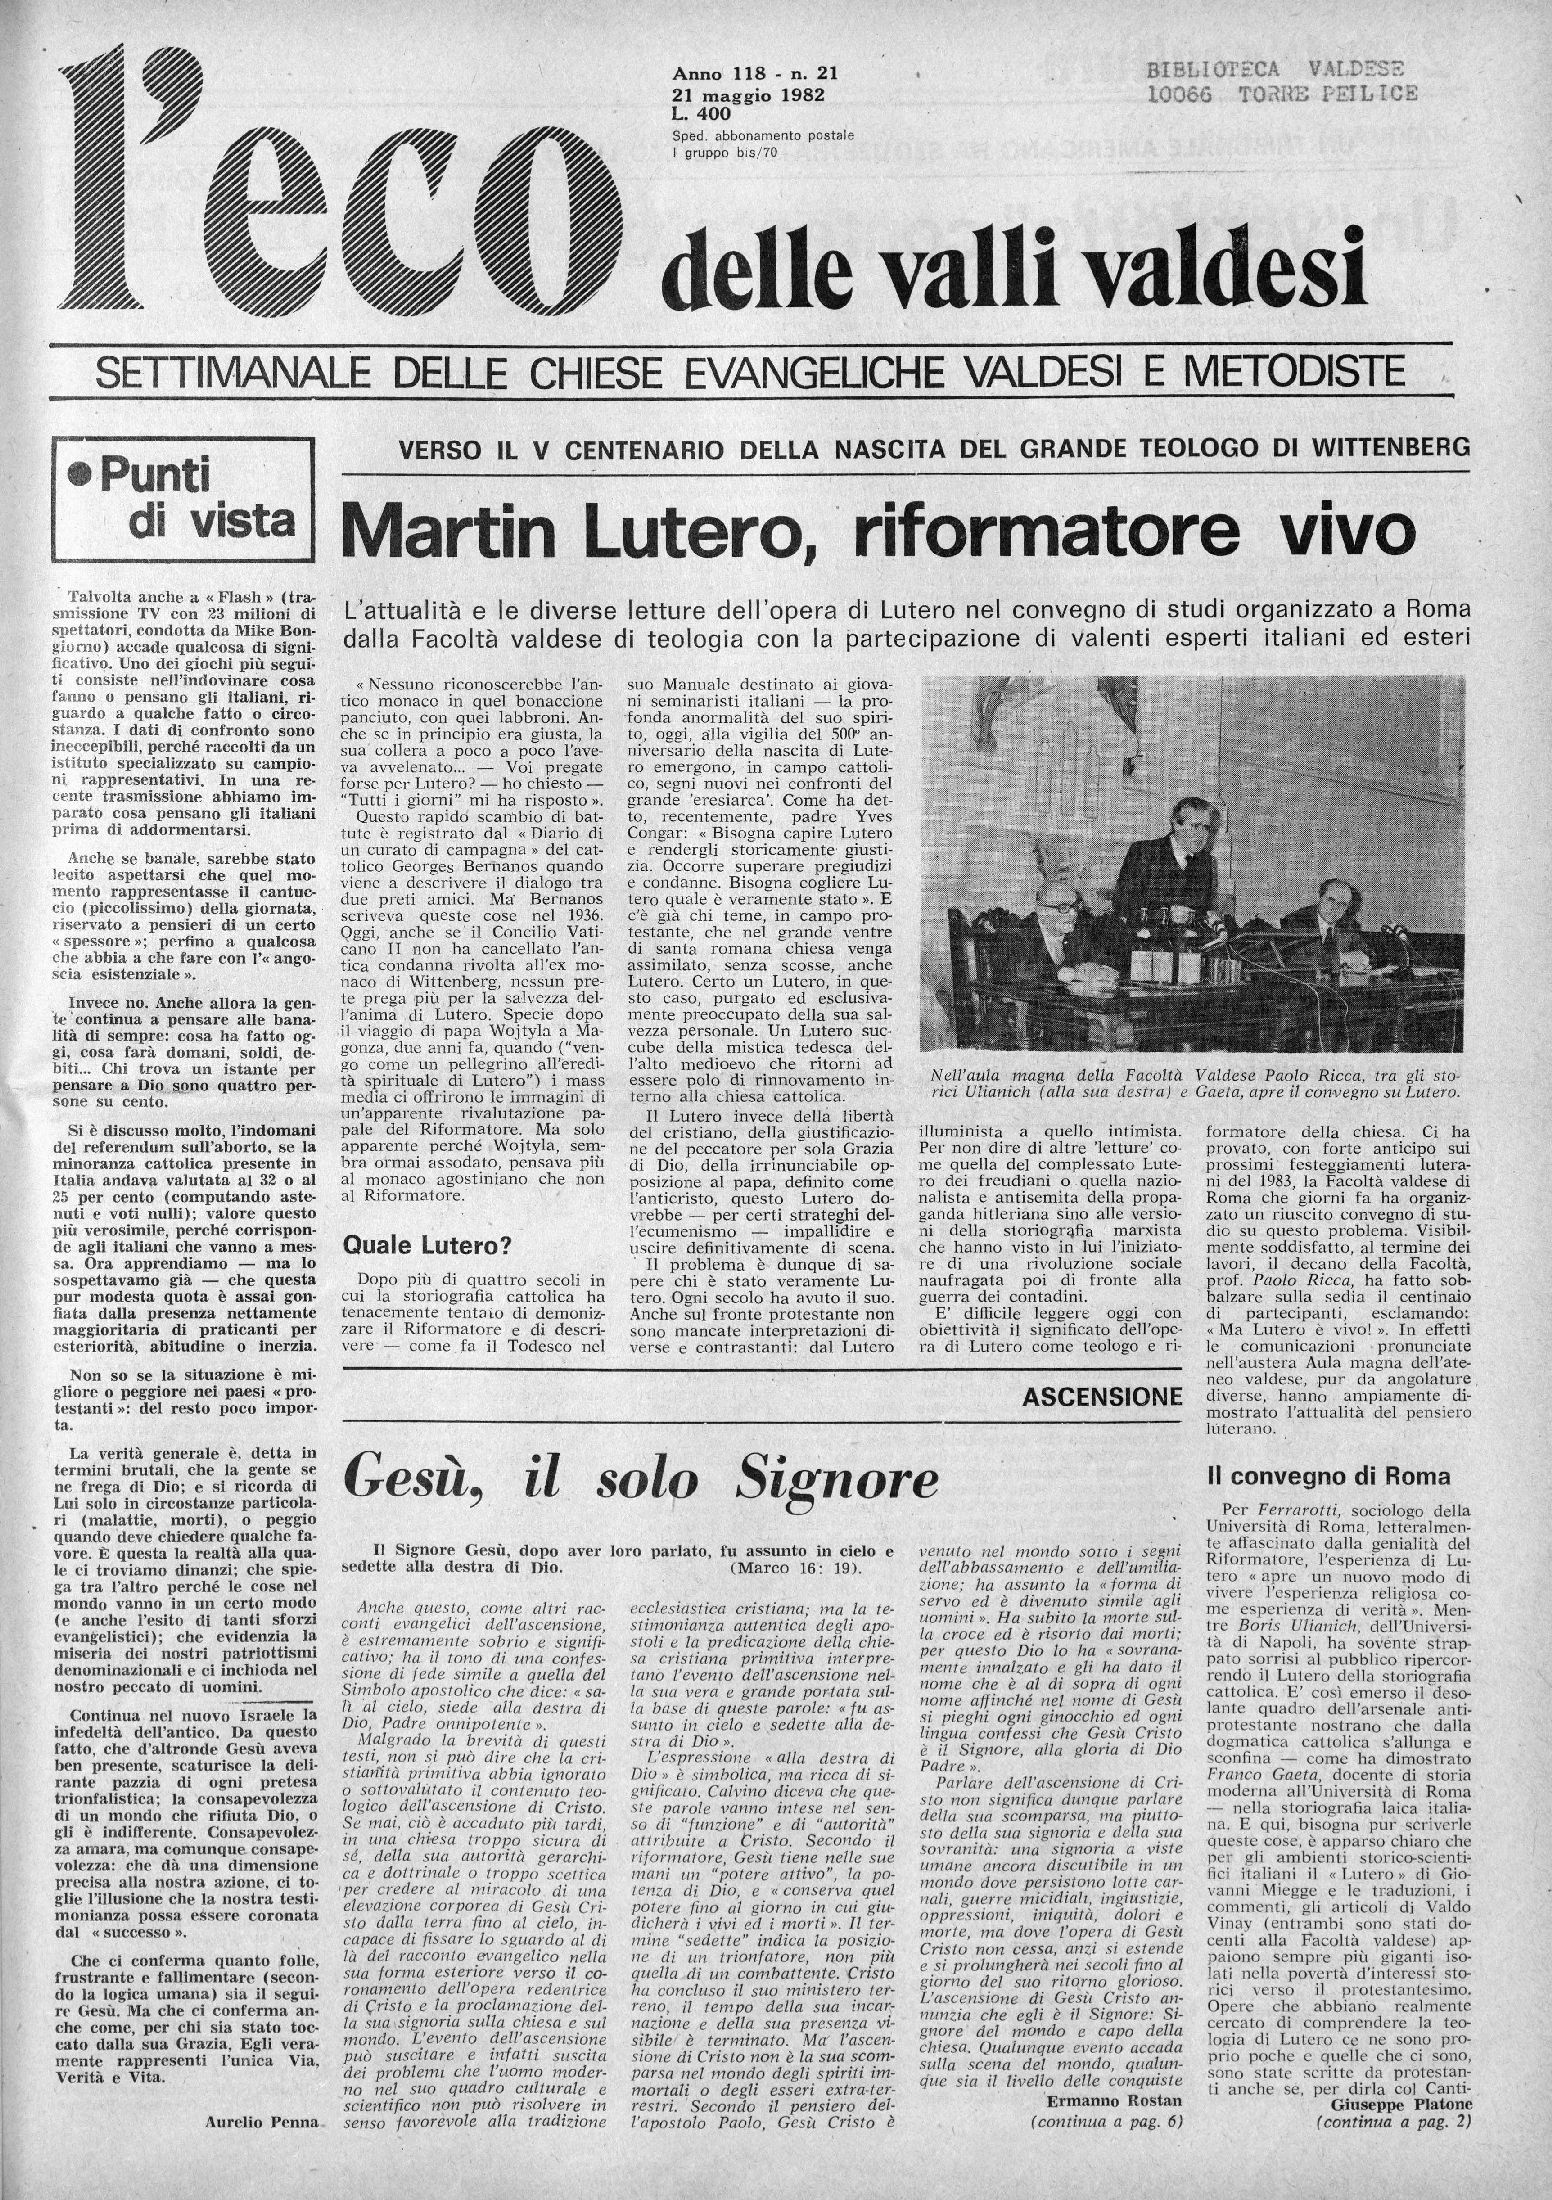 l'eco
delle valli valdesi
Anno 118 - n. 21
21 maggio 1982
L. 400
Sped. abbonamento postale
I gruppo bis/70
BIBLIOTECA VALDESE
10066 TORRE PELLICE
SETTIMANALE DELLE CHIESE EVANGELICHE VALDESI E METODISTE
● Punti
di vista
Talvolta anche a « Flash » (tra-
smissione TV con 23 milioni di
spettatori, condotta da Mike Bon-
giorno) accade qualcosa di signi-
ficativo. Uno dei giochi più segui-
ti consiste nell'indovinare cosa
fanno o pensano gli italiani, ri-
guardo a qualche fatto o circo-
stanza. I dati di confronto sono
ineccepibili, perché raccolti da un
istituto specializzato su campio-
ni rappresentativi. In una re-
cente trasmissione abbiamo im-
parato cosa pensano gli italiani
prima di addormentarsi.
Anche se banale, sarebbe stato
lecito aspettarsi che quel mo-
mento rappresentasse il cantuc-
cio (piccolissimo) della giornata,
riservato a pensieri di un certo
« spessore »; perfino a qualcosa
che abbia a che fare con l'« ango-
scia esistenziale ».
Invece no. Anche allora la gen-
te continua a pensare alle bana-
lità di sempre: cosa ha fatto og-
gi, cosa farà domani, soldi, de-
biti... Chi trova un istante per
pensare a Dio sono quattro per-
sone su cento.
Si è discusso molto, l'indomani
del referendum sull'aborto, se la
minoranza cattolica presente in
Italia andava valutata al 32 o al
25 per cento (computando aste-
nuti e voti nulli); valore questo
più verosimile, perché corrispon-
de agli italiani che vanno a mes-
sa. Ora apprendiamo — ma lo
sospettavamo già — che questa
pur modesta quota è assai gon-
fiata dalla presenza nettamente
maggioritaria di praticanti per
esteriorità, abitudine o inerzia.
Non so se la situazione è mi-
gliore o peggiore nei paesi « pro-
testanti »: del resto poco impor-
ta.
La verità generale è, detta in
termini brutali, che la gente se
ne frega di Dio; e si ricorda di
Lui solo in circostanze particola-
ri (malattie, morti), o peggio
quando deve chiedere qualche fa-
vore. È questa la realtà alla qua-
le ci troviamo dinanzi; che spie-
ga tra l'altro perché le cose nel
mondo vanno in un certo modo
(e anche l'esito di tanti sforzi
evangelistici); che evidenzia la
miseria dei nostri patriottismi
denominazionali e ci inchioda nel
nostro peccato di uomini.
Continua nel nuovo Israele la
infedeltà dell'antico. Da questo
fatto, che d'altronde Gesù aveva
ben presente, scaturisce la deli-
rante pazzia di ogni pretesa
trionfalistica; la consapevolezza
di un mondo che rifiuta Dio, o
gli è indifferente. Consapevolez-
za amara, ma comunque consape-
volezza: che dà una dimensione
precisa alla nostra azione, ci to-
glie l'illusione che la nostra testi-
monianza possa essere coronata
dal « successo ».
Che ci conferma quanto folle,
frustrante e fallimentare (secon-
do la logica umana) sia il segui-
re Gesù. Ma che ci conferma an-
che come, per chi sia stato toc-
cato dalla sua Grazia, Egli vera-
mente rappresenti l'unica Via,
Verità e Vita.
Aurelio Penna
VERSO IL V CENTENARIO DELLA NASCITA DEL GRANDE TEOLOGO DI WITTENBERG
Martin Lutero, riformatore vivo
L'attualità e le diverse letture dell'opera di Lutero nel convegno di studi organizzato a Roma
dalla Facoltà valdese di teologia con la partecipazione di valenti esperti italiani ed esteri
« Nessuno riconoscerebbe l'an-
tico monaco in quel bonaccione
panciuto, con quei labbroni. An-
che se in principio era giusta, la
sua collera a poco a poco l'ave-
va avvelenato... — Voi pregate
forse per Lutero? — ho chiesto —
“Tutti i giorni” mi ha risposto ».
Questo rapido scambio di bat-
tute è registrato dal « Diario di
un curato di campagna » del cat-
tolico Georges Bernanos quando
viene a descrivere il dialogo tra
due preti amici. Ma Bernanos
scriveva queste cose nel 1936.
Oggi, anche se il Concilio Vati-
cano II non ha cancellato l'an-
tica condanna rivolta all'ex mo-
naco di Wittenberg, nessun pre-
te prega più per la salvezza del-
l'anima di Lutero. Specie dopo
il viaggio di papa Wojtyla a Ma-
gonza, due anni fa, quando (“ven-
go come un pellegrino all'eredi-
tà spirituale di Lutero”) i mass
media ci offrirono le immagini di
un'apparente rivalutazione pa-
pale del Riformatore. Ma solo
apparente perché Wojtyla, sem-
bra ormai assodato, pensava più
al monaco agostiniano che non
al Riformatore.
Quale Lutero?
Dopo più di quattro secoli in
cui la storiografia cattolica ha
tenacemente tentato di demoniz-
zare il Riformatore e di descri-
vere — come fa il Todesco nel
suo Manuale destinato ai giova-
ni seminaristi italiani — la pro-
fonda anormalità del suo spiri-
to, oggi, alla vigilia del 500º an-
niversario della nascita di Lute-
ro emergono, in campo cattoli-
co, segni nuovi nei confronti del
grande 'eresiarca'. Come ha det-
to, recentemente, padre Yves
Congar: « Bisogna capire Lutero
e rendergli storicamente giusti-
zia. Occorre superare pregiudizi
e condanne. Bisogna cogliere Lu-
tero quale è veramente stato ». E
c'è già chi teme, in campo pro-
testante, che nel grande ventre
di santa romana chiesa venga
assimilato, senza scosse, anche
Lutero. Certo un Lutero, in que-
sto caso, purgato ed esclusiva-
mente preoccupato della sua sal-
vezza personale. Un Lutero suc-
cube della mistica tedesca del-
l'alto medioevo che ritorni ad
essere polo di rinnovamento in-
terno alla chiesa cattolica.
Il Lutero invece della libertà
del cristiano, della giustificazio-
ne del peccatore per sola Grazia
di Dio, della irrinunciabile op-
posizione al papa, definito come
l'anticristo, questo Lutero do-
vrebbe — per certi strateghi del-
l'ecumenismo — impallidire e
uscire definitivamente di scena.
Il problema è dunque di sa-
pere chi è stato veramente Lu-
tero. Ogni secolo ha avuto il suo.
Anche sul fronte protestante non
sono mancate interpretazioni di-
verse e contrastanti: dal Lutero
Nell'aula magna della Facoltà Valdese Paolo Ricca, tra gli sto-
rici Ulianich (alla sua destra) e Gaeta, apre il convegno su Lutero.
illuminista a quello intimista.
Per non dire di altre 'letture' co-
me quella del complessato Lute-
ro dei freudiani o quella nazio-
nalista e antisemita della propa-
ganda hitleriana sino alle versio-
ni della storiografia marxista
che hanno visto in lui l'iniziato-
re di una rivoluzione sociale
naufragata poi di fronte alla
guerra dei contadini.
E' difficile leggere oggi con
obiettività il significato dell'ope-
ra di Lutero come teologo e ri-
formatore della chiesa. Ci ha
provato, con forte anticipo sui
prossimi festeggiamenti lutera-
ni del 1983, la Facoltà valdese di
Roma che giorni fa ha organiz-
zato un riuscito convegno di stu-
dio su questo problema. Visibil-
mente soddisfatto, al termine dei
lavori, il decano della Facoltà,
prof. Paolo Ricca, ha fatto sob-
balzare sulla sedia il centinaio
di partecipanti, esclamando:
« Ma Lutero è vivo! ». In effetti
le comunicazioni pronunciate
nell'austera Aula magna dell'ate-
neo valdese, pur da angolature
diverse, hanno ampiamente di-
mostrato l'attualità del pensiero
luterano.
Il convegno di Roma
Per Ferrarotti, sociologo della
Università di Roma, letteralmen-
te affascinato dalla genialità del
Riformatore, l'esperienza di Lu-
tero « apre un nuovo modo di
vivere l'esperienza religiosa co-
me esperienza di verità ». Men-
tre Boris Ulianich, dell'Universi-
tà di Napoli, ha sovente strap-
pato sorrisi al pubblico ripercor-
rendo il Lutero della storiografia
cattolica. E' così emerso il deso-
lante quadro dell'arsenale anti-
protestante nostrano che dalla
dogmatica cattolica s'allunga e
sconfina — come ha dimostrato
Franco Gaeta, docente di storia
moderna all'Università di Roma
— nella storiografia laica italia-
na. E qui, bisogna pur scriverle
queste cose, è apparso chiaro che
per gli ambienti storico-scienti-
fici italiani il « Lutero » di Gio-
vanni Miegge e le traduzioni, i
commenti, gli articoli di Valdo
Vinay (entrambi sono stati do-
centi alla Facoltà valdese) ap-
paiono sempre più giganti iso-
lati nella povertà d'interessi sto-
rici verso il protestantesimo.
Opere che abbiano realmente
cercato di comprendere la teo-
logia di Lutero ce ne sono pro-
prio poche e quelle che ci sono,
sono state scritte da protestan-
ti anche se, per dirla col Canti-
Giuseppe Platone
(continua a pag. 2)
ASCENSIONE
Gesù, il solo Signore
Il Signore Gesù, dopo aver loro parlato, fu assunto in cielo e
sedette alla destra di Dio. (Marco 16: 19).
Anche questo, come altri rac-
conti evangelici dell'ascensione,
è estremamente sobrio e signifi-
cativo; ha il tono di una confes-
sione di fede simile a quella del
Simbolo apostolico che dice: « sa-
lì al cielo, siede alla destra di
Dio, Padre onnipotente ».
Malgrado la brevità di questi
testi, non si può dire che la cri-
stianità primitiva abbia ignorato
o sottovalutato il contenuto teo-
logico dell'ascensione di Cristo.
Se mai, ciò è accaduto più tardi,
in una chiesa troppo sicura di
sé, della sua autorità gerarchi-
ca e dottrinale o troppo scettica
per credere al miracolo di una
elevazione corporea di Gesù Cri-
sto dalla terra fino al cielo, in-
capace di fissare lo sguardo al di
là del racconto evangelico nella
sua forma esteriore verso il co-
ronamento dell'opera redentrice
di Cristo e la proclamazione del-
la sua signoria sulla chiesa e sul
mondo. L'evento dell'ascensione
può suscitare e infatti suscita
dei problemi che l'uomo moder-
no nel suo quadro culturale e
scientifico non può risolvere in
senso favorevole alla tradizione
ecclesiastica cristiana; ma la te-
stimonianza autentica degli apo-
stoli e la predicazione della chie-
sa cristiana primitiva interpre-
tano l'evento dell'ascensione nel-
la sua vera e grande portata sul-
la base di queste parole: « fu as-
sunto in cielo e sedette alla de-
stra di Dio ».
L'espressione « alla destra di
Dio » è simbolica, ma ricca di si-
gnificato. Calvino diceva che que-
ste parole vanno intese nel sen-
so di “funzione” e di “autorità”
attribuite a Cristo. Secondo il
riformatore, Gesù tiene nelle sue
mani un “potere attivo”, la po-
tenza di Dio, e « conserva quel
potere fino al giorno in cui giu-
dicherà i vivi ed i morti ». Il ter-
mine “sedette” indica la posizio-
ne di un trionfatore, non più
quella di un combattente. Cristo
ha concluso il suo ministero ter-
reno, il tempo della sua incar-
nazione e della sua presenza vi-
sibile è terminato. Ma l'ascen-
sione di Cristo non è la sua scom-
parsa nel mondo degli spiriti im-
mortali o degli esseri extra-ter-
restri. Secondo il pensiero del-
l'apostolo Paolo, Gesù Cristo è
venuto nel mondo sotto i segni
dell'abbassamento e dell'umilia-
zione; ha assunto la « forma di
servo ed è divenuto simile agli
uomini ». Ha subito la morte sul-
la croce ed è risorto dai morti;
per questo Dio lo ha « sovrana-
mente innalzato e gli ha dato il
nome che è al di sopra di ogni
nome affinché nel nome di Gesù
si pieghi ogni ginocchio ed ogni
lingua confessi che Gesù Cristo
è il Signore, alla gloria di Dio
Padre ».
Parlare dell'ascensione di Cri-
sto non significa dunque parlare
della sua scomparsa, ma piutto-
sto della sua signoria e della sua
sovranità: una signoria a viste
umane ancora discutibile in un
mondo dove persistono lotte car-
nali, guerre micidiali, ingiustizie,
oppressioni, iniquità, dolori e
morte, ma dove l'opera di Gesù
Cristo non cessa, anzi si estende
e si prolungherà nei secoli fino al
giorno del suo ritorno glorioso.
L'ascensione di Gesù Cristo an-
nunzia che egli è il Signore: Si-
gnore del mondo e capo della
chiesa. Qualunque evento accada
sulla scena del mondo, qualun-
que sia il livello delle conquiste
Ermanno Rostan
(continua a pag. 6)